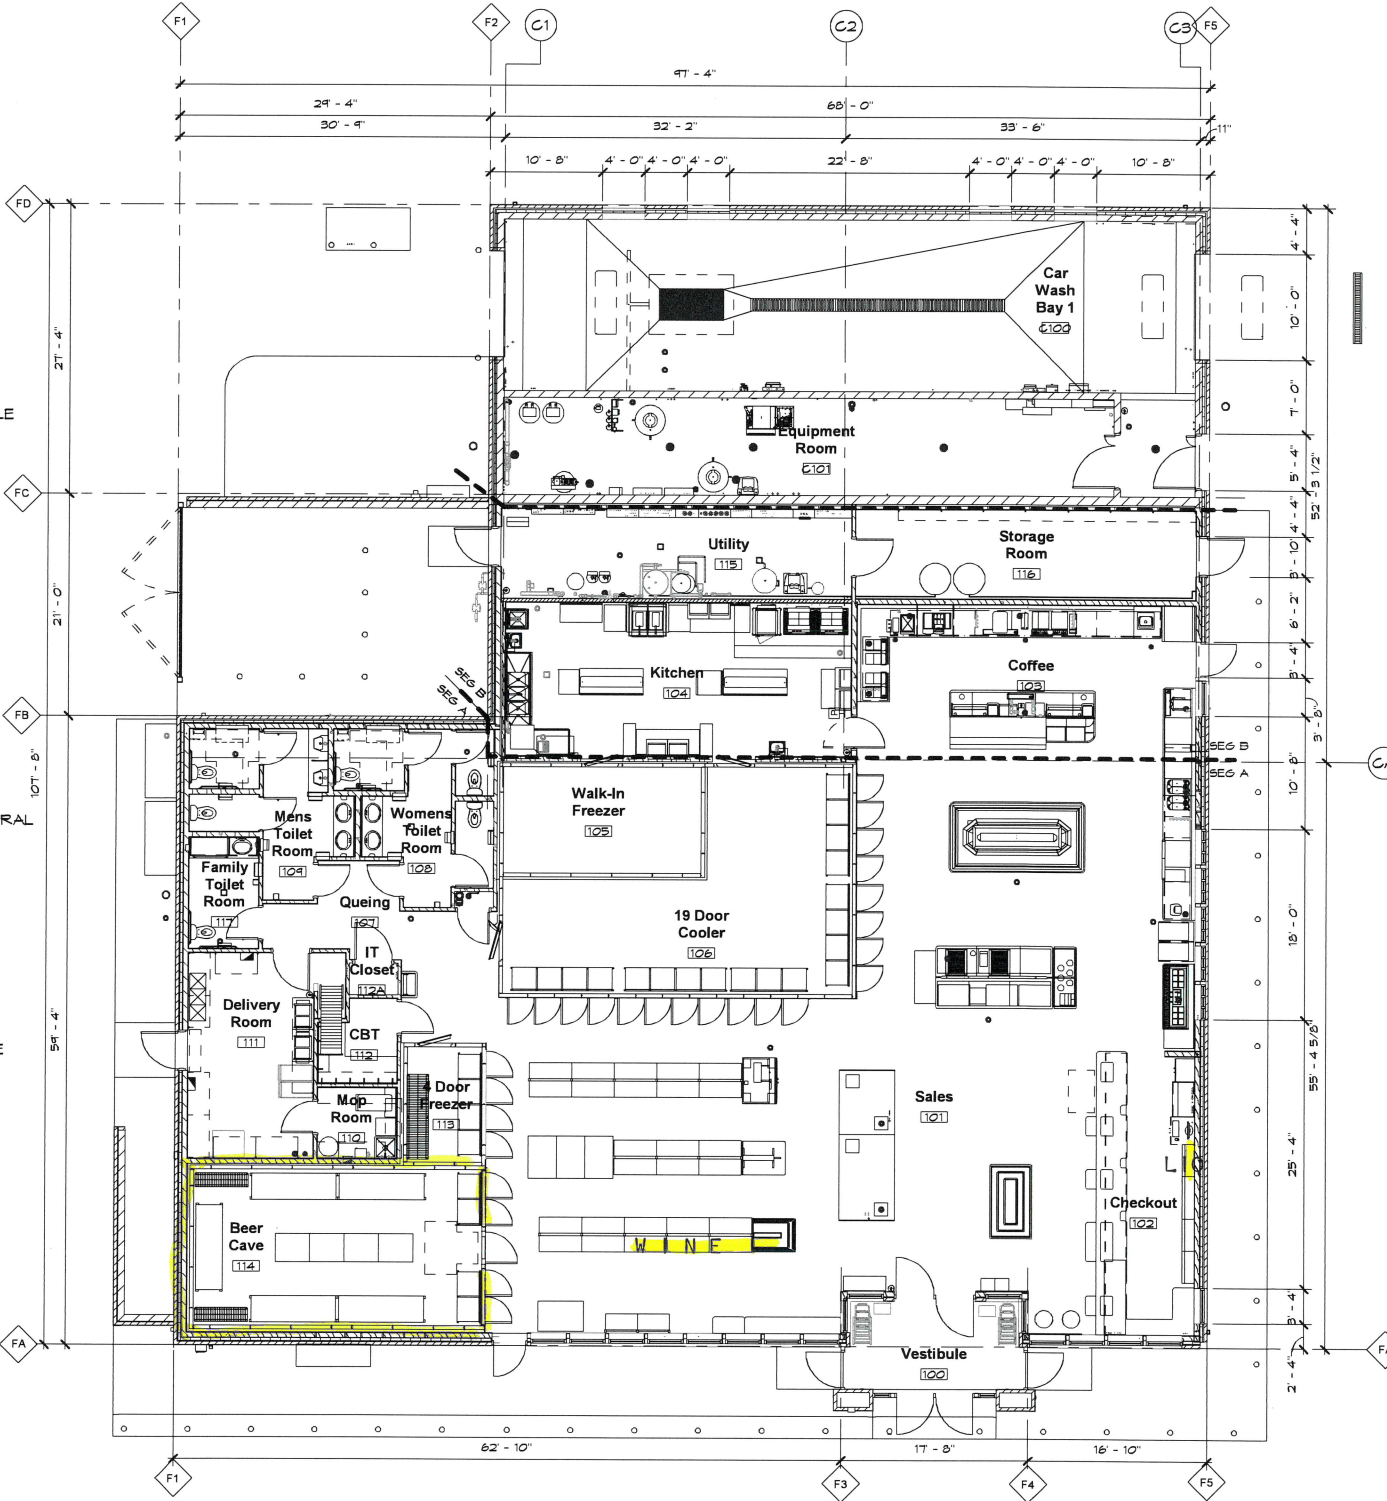 F1
F2
C1
C2
C3
F5
97' - 4"
29' - 4"
68' - 0"
30' - 9"
32' - 2"
33' - 6"
11"
10' - 8"
4' - 0"
4' - 0"
4' - 0"
22' - 8"
4' - 0"
4' - 0"
4' - 0"
10' - 8"
FD
4' - 4"
Car
Wash
Bay 1
C100
10' - 0"
27' - 4"
7' - 0"
LE
Equipment
Room
C101
5' - 4"
52' - 3 1/2"
FC
4' - 4"
Utility
115
Storage
Room
116
3' - 10"
21' - 0"
6' - 2"
Kitchen
104
Coffee
103
3' - 4"
SEG B
SEG A
FB
3' - 8"
SEG B
SEG A
107' - 8"
10' - 8"
Walk-In
Freezer
105
Mens
Toilet
Room
109
Womens
Toilet
Room
108
RAL
Family
Toilet
Room
117
Queing
107
19 Door
Cooler
106
18' - 0"
IT
Closet
112A
Delivery
Room
111
CBT
112
59' - 4"
E
55' - 4 5/8"
4 Door
Freezer
113
Mop
Room
110
Sales
101
25' - 4"
Checkout
102
Beer
Cave
114
WINE
3' - 4"
FA
Vestibule
100
2' - 4"
62' - 10"
17' - 8"
16' - 10"
F1
F3
F4
F5